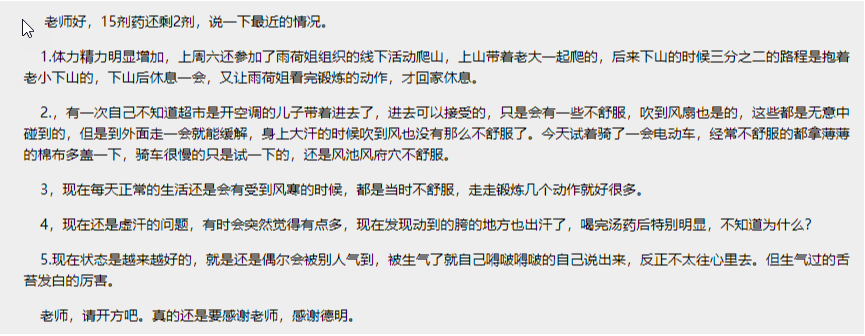 老师好，15剂药还剩2剂，说一下最近的情况。
1.体力精力明显增加，上周六还参加了雨荷姐组织的线下活动爬山，上山带着老大一起爬的，后来下山的时候三分之二的路程是抱着
老小下山的，下山后休息一会，又让雨荷姐看完锻炼的动作，才回家休息。
2.，有一次自己不知道超市是开空调的儿子带着进去了，进去可以接受的，只是会有一些不舒服，吹到风扇也是的，这些都是无意中
碰到的，但是到外面走一会就能缓解，身上大汗的时候吹到风也没有那么不舒服了。今天试着骑了一会电动车，经常不舒服的都拿薄薄
的棉布多盖一下，骑车很慢的只是试一下的，还是风池风府穴不舒服。
3，现在每天正常的生活还是会有受到风寒的时候，都是当时不舒服，走走锻炼几个动作就好很多。
4，现在还是虚汗的问题，有时会突然觉得有点多，现在发现动到的胯的地方也出汗了，喝完汤药后特别明显，不知道为什么？
5.现在状态是越来越好的，就是还是偶尔会被别人气到，被生气了就自己嘚啵嘚啵的自己说出来，反正不太往心里去。但生气过的舌
苔发白的厉害。
老师，请开方吧。真的还是要感谢老师，感谢德明。